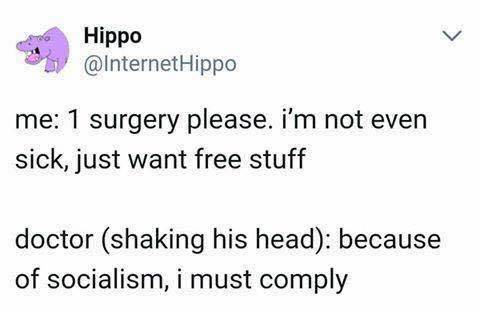 Hippo
@InternetHippo
me: 1 surgery please. i'm not even
sick, just want free stuff
doctor (shaking his head): because
of socialism, i must comply